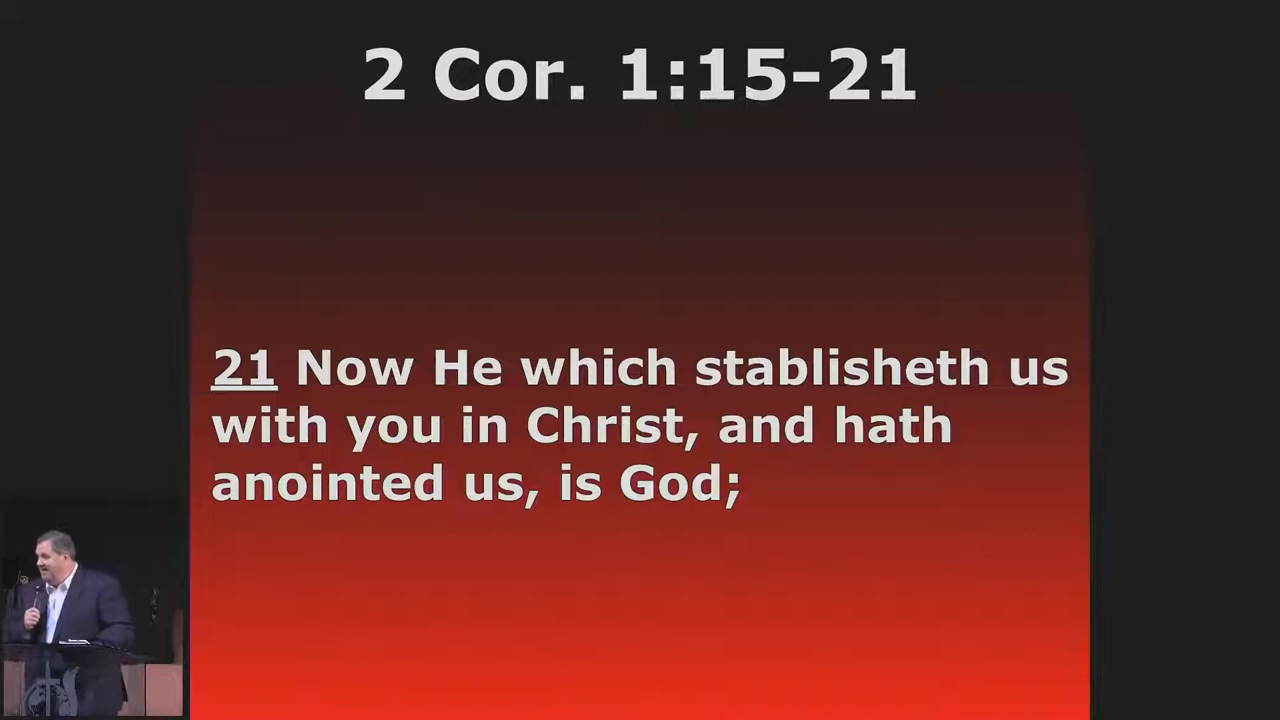 2 Cor. 1:15-21
21 Now He which stablisheth us
with you in Christ, and hath
anointed us, is God;